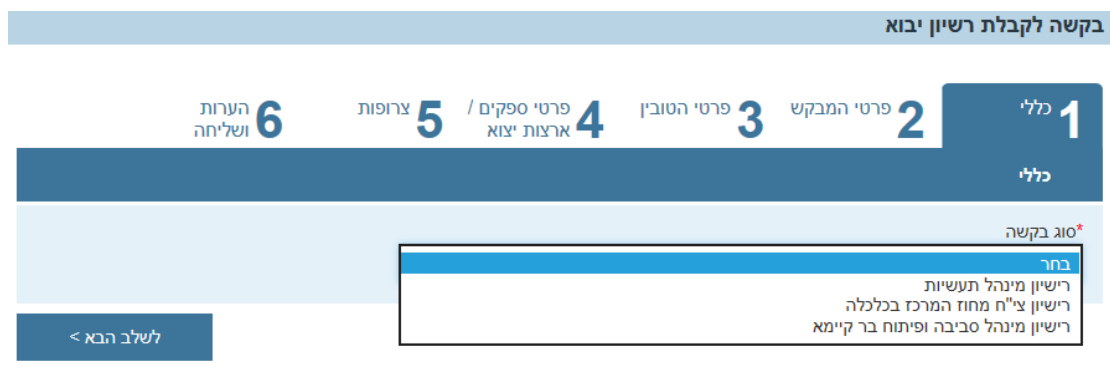 בקשה לקבלת רשיון יבוא
1 כללי
2 פרטי המבקש
3 פרטי הטובין
4 פרטי ספקים /
ארצות יצוא
5 צרופות
6 הערות
ושליחה
כללי
*סוג בקשה
בחר
רישיון מינהל תעשיות
רישיון צי"ח מחוז המרכז בכלכלה
רישיון מינהל סביבה ופיתוח בר קיימא
לשלב הבא >